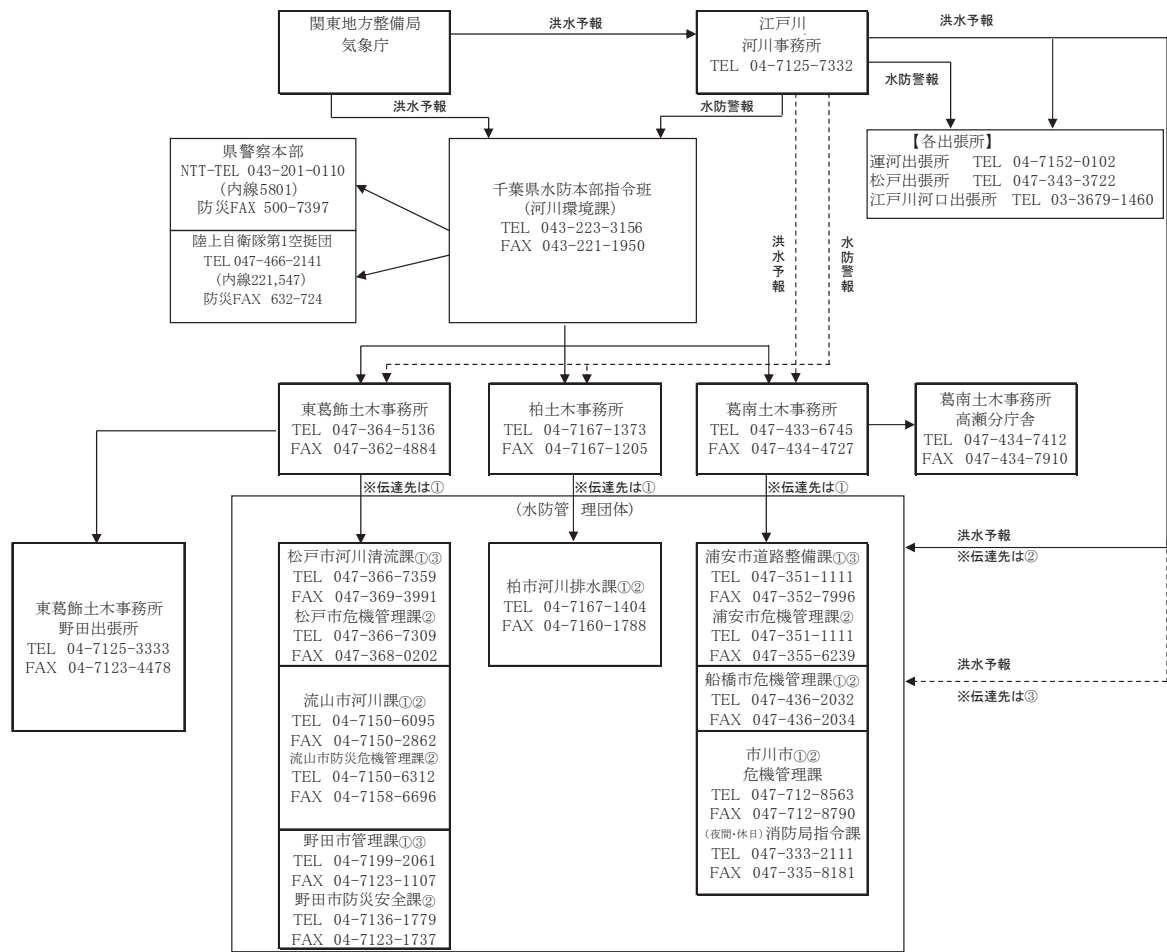 関東地方整備局
気象庁
洪水予報
江戸川
河川事務所
TEL 04-7125-7332
洪水予報
洪水予報
水防警報
水防警報
【各出張所】
運河出張所 TEL 04-7152-0102
松戸出張所 TEL 047-343-3722
江戸川河口出張所 TEL 03-3679-1460
県警察本部
NTT-TEL 043-201-0110
(内線5801)
防災FAX 500-7397
陸上自衛隊第1空挺団
TEL 047-466-2141
(内線221,547)
防災FAX 632-724
千葉県水防本部指令班
(河川環境課)
TEL 043-223-3156
FAX 043-221-1950
洪水予報
水防警報
東葛飾土木事務所
TEL 047-364-5136
FAX 047-362-4884
柏土木事務所
TEL 04-7167-1373
FAX 04-7167-1205
葛南土木事務所
TEL 047-433-6745
FAX 047-434-4727
葛南土木事務所
高瀬分庁舎
TEL 047-434-7412
FAX 047-434-7910
※伝達先は①
※伝達先は①
※伝達先は①
(水防管 理団体)
東葛飾土木事務所
野田出張所
TEL 04-7125-3333
FAX 04-7123-4478
松戸市河川清流課①③
TEL 047-366-7359
FAX 047-369-3991
松戸市危機管理課②
TEL 047-366-7309
FAX 047-368-0202
流山市河川課①②
TEL 04-7150-6095
FAX 04-7150-2862
流山市防災危機管理課②
TEL 04-7150-6312
FAX 04-7158-6696
野田市管理課①③
TEL 04-7199-2061
FAX 04-7123-1107
野田市防災安全課②
TEL 04-7136-1779
FAX 04-7123-1737
柏市河川排水課①②
TEL 04-7167-1404
FAX 04-7160-1788
浦安市道路整備課①③
TEL 047-351-1111
FAX 047-352-7996
浦安市危機管理課②
TEL 047-351-1111
FAX 047-355-6239
船橋市危機管理課①②
TEL 047-436-2032
FAX 047-436-2034
市川市①②
危機管理課
TEL 047-712-8563
FAX 047-712-8790
(夜間・休日)消防局指令課
TEL 047-333-2111
FAX 047-335-8181
洪水予報
※伝達先は②
洪水予報
※伝達先は③